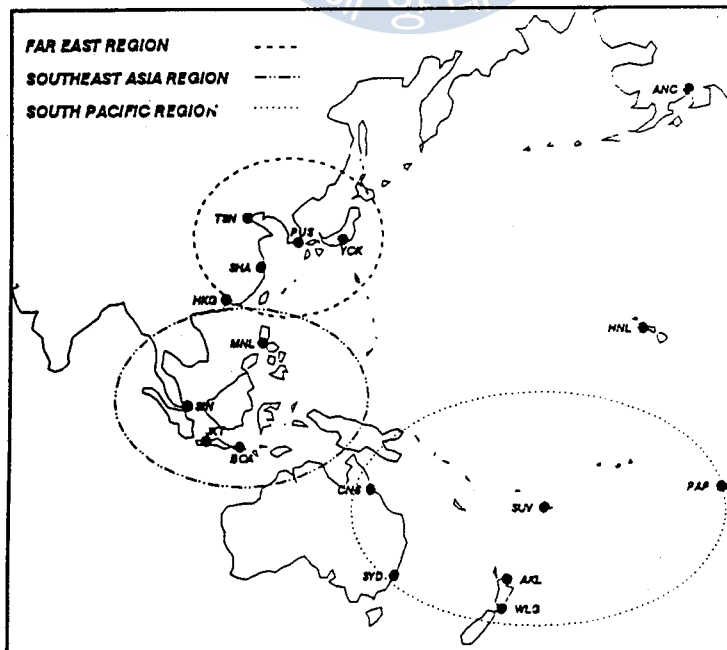 FAR EAST REGION
SOUTHEAST ASIA REGION
SOUTH PACIFIC REGION
ANC
TSN
PUS
YCK
SHA
HKG
MNL
HNL
SIN
JKT
BOA
CNS
SUV
PAP
SYD
AKL
WLG